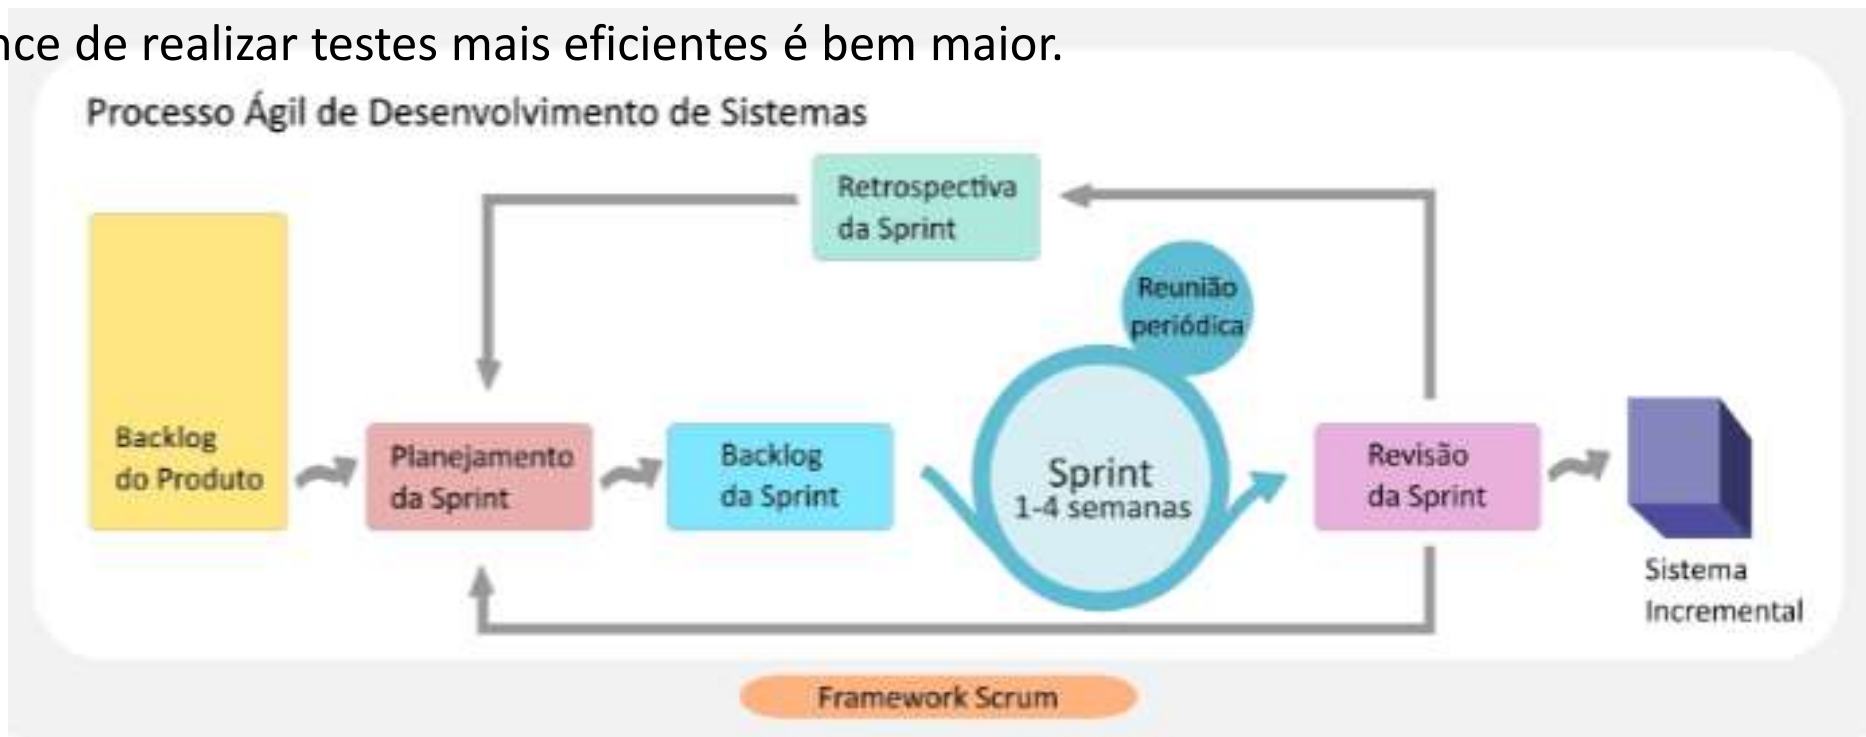 de realizar testes mais eficientes é bem maior.
Processo Ágil de Desenvolvimento de Sistemas
Retrospectiva
da Sprint
Reunião
periódica
Backlog
do Produto
Planejamento
da Sprint
Backlog
da Sprint
Sprint
1-4 semanas
Revisão
da Sprint
Sistema
Incremental
Framework Scrum